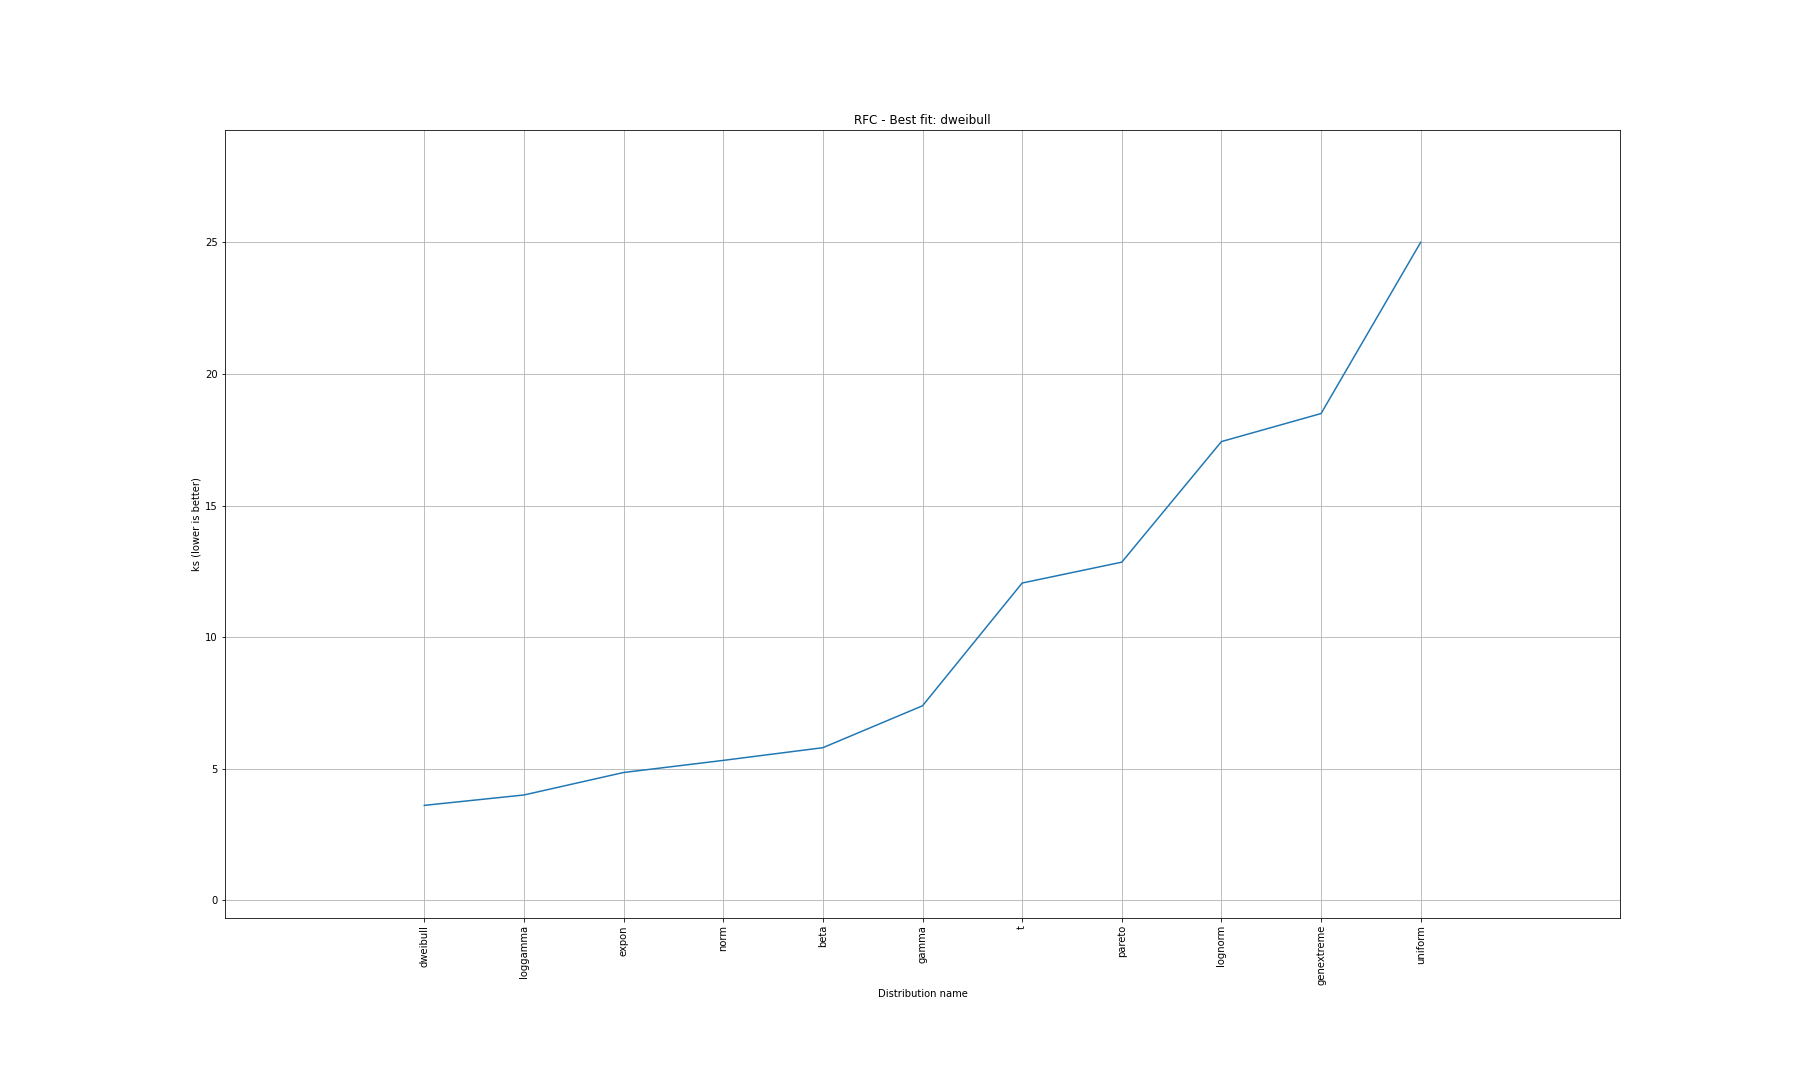 RFC - Best fit: dweibull
ks (lower is better)
25
20
15
10
5
0
dweibull
loggamma
expon
norm
beta
gamma
t
pareto
lognorm
genextreme
uniform
Distribution name